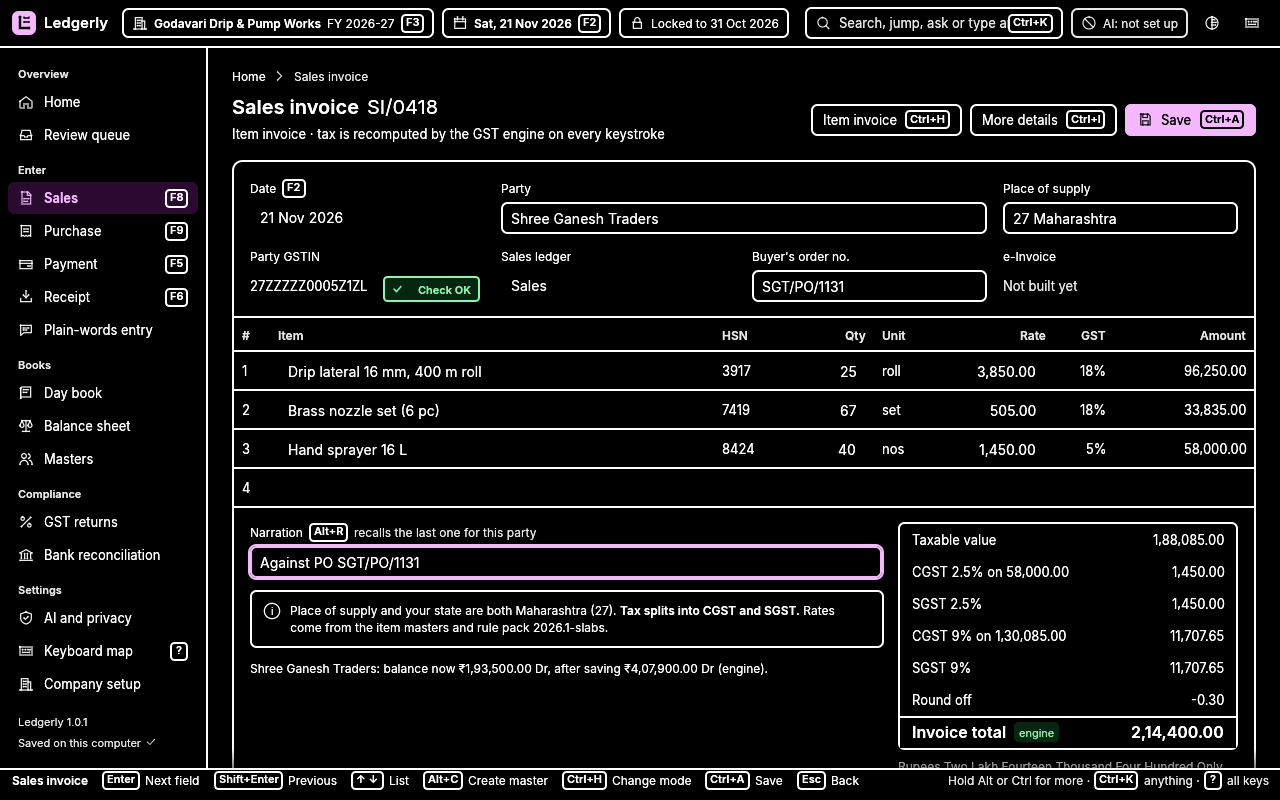 Ledgerly
Godavari Drip & Pump Works FY 2026-27 F3
Sat, 21 Nov 2026 F2
Locked to 31 Oct 2026
Search, jump, ask or type a Ctrl+K
AI: not set up
Overview
Home
Review queue
Enter
Sales F8
Purchase F9
Payment F5
Receipt F6
Plain-words entry
Books
Day book
Balance sheet
Masters
Compliance
GST returns
Bank reconciliation
Settings
AI and privacy
Keyboard map ?
Company setup
Ledgerly 1.0.1
Saved on this computer
Home > Sales invoice
Sales invoice SI/0418
Item invoice · tax is recomputed by the GST engine on every keystroke
Item invoice Ctrl+H
More details Ctrl+I
Save Ctrl+A
Date F2 Party Place of supply
21 Nov 2026 Shree Ganesh Traders 27 Maharashtra
Party GSTIN Sales ledger Buyer's order no. e-Invoice
27ZZZZZ0005Z1ZL Check OK Sales SGT/PO/1131 Not built yet
# Item HSN Qty Unit Rate GST Amount
1 Drip lateral 16 mm, 400 m roll 3917 25 roll 3,850.00 18% 96,250.00
2 Brass nozzle set (6 pc) 7419 67 set 505.00 18% 33,835.00
3 Hand sprayer 16 L 8424 40 nos 1,450.00 5% 58,000.00
4
Narration Alt+R recalls the last one for this party
Against PO SGT/PO/1131
Place of supply and your state are both Maharashtra (27). Tax splits into CGST and SGST. Rates
come from the item masters and rule pack 2026.1-slabs.
Shree Ganesh Traders: balance now ₹1,93,500.00 Dr, after saving ₹4,07,900.00 Dr (engine).
Taxable value 1,88,085.00
CGST 2.5% on 58,000.00 1,450.00
SGST 2.5% 1,450.00
CGST 9% on 1,30,085.00 11,707.65
SGST 9% 11,707.65
Round off -0.30
Invoice total engine 2,14,400.00
Rupees Two Lakh Fourteen Thousand Four Hundred Only
Sales invoice Enter Next field Shift+Enter Previous ↑↓ List Alt+C Create master Ctrl+H Change mode Ctrl+A Save Esc Back Hold Alt or Ctrl for more · Ctrl+K anything · ? all keys